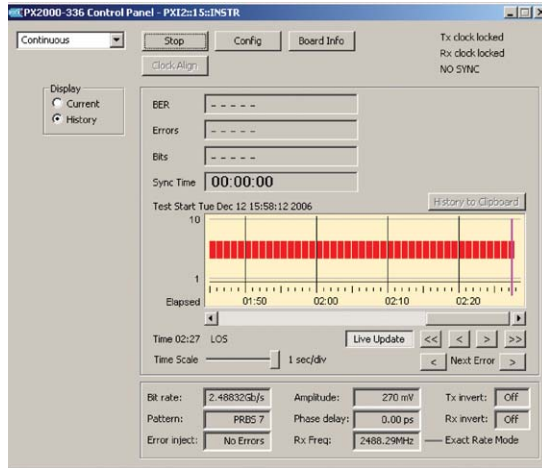 PX2000-336 Control Panel - PXI2::15::INSTR
Continuous
Stop
Config
Board Info
Tx clock locked
Rx clock locked
NO SYNC
Clock Align
Display
Current
History
BER - - - - -
Errors - - - - -
Bits - - - - -
Sync Time 00:00:00
Test Start Tue Dec 12 15:58:12 2006
History to Clipboard
10
1
Elapsed 01:50 02:00 02:10 02:20
Time 02:27 LOS
Live Update << < > >>
Time Scale 1 sec/div
< Next Error >
Bit rate: 2.48832Gb/s Amplitude: 270 mV Tx invert: Off
Pattern: PRBS 7 Phase delay: 0.00 ps Rx invert: Off
Error inject: No Errors Rx Freq: 2488.29MHz Exact Rate Mode